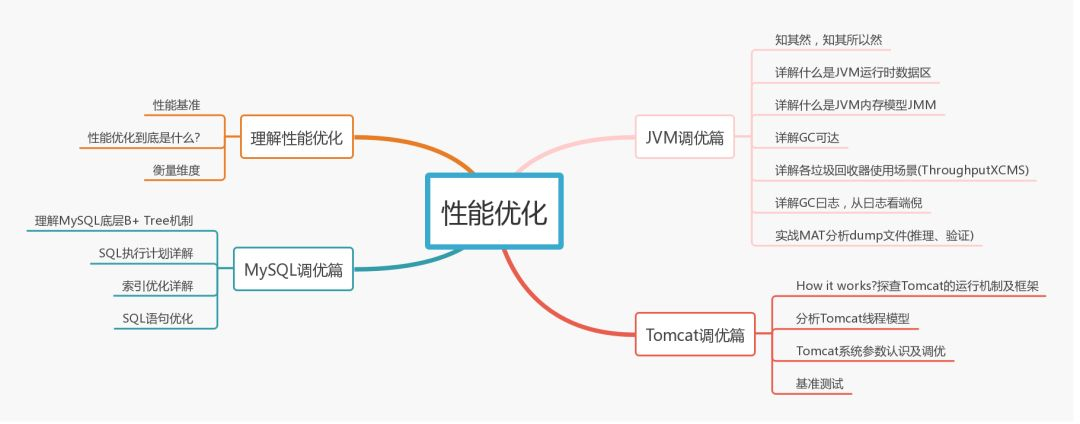 性能优化
理解性能优化
性能基准
性能优化到底是什么?
衡量维度
MySQL调优篇
理解MySQL底层B+ Tree机制
SQL执行计划详解
索引优化详解
SQL语句优化
JVM调优篇
知其然，知其所以然
详解什么是JVM运行时数据区
详解什么是JVM内存模型JMM
详解GC可达
详解各垃圾回收器使用场景(ThroughputXCMS)
详解GC日志，从日志看端倪
实战MAT分析dump文件(推理、验证)
Tomcat调优篇
How it works?探查Tomcat的运行机制及框架
分析Tomcat线程模型
Tomcat系统参数认识及调优
基准测试